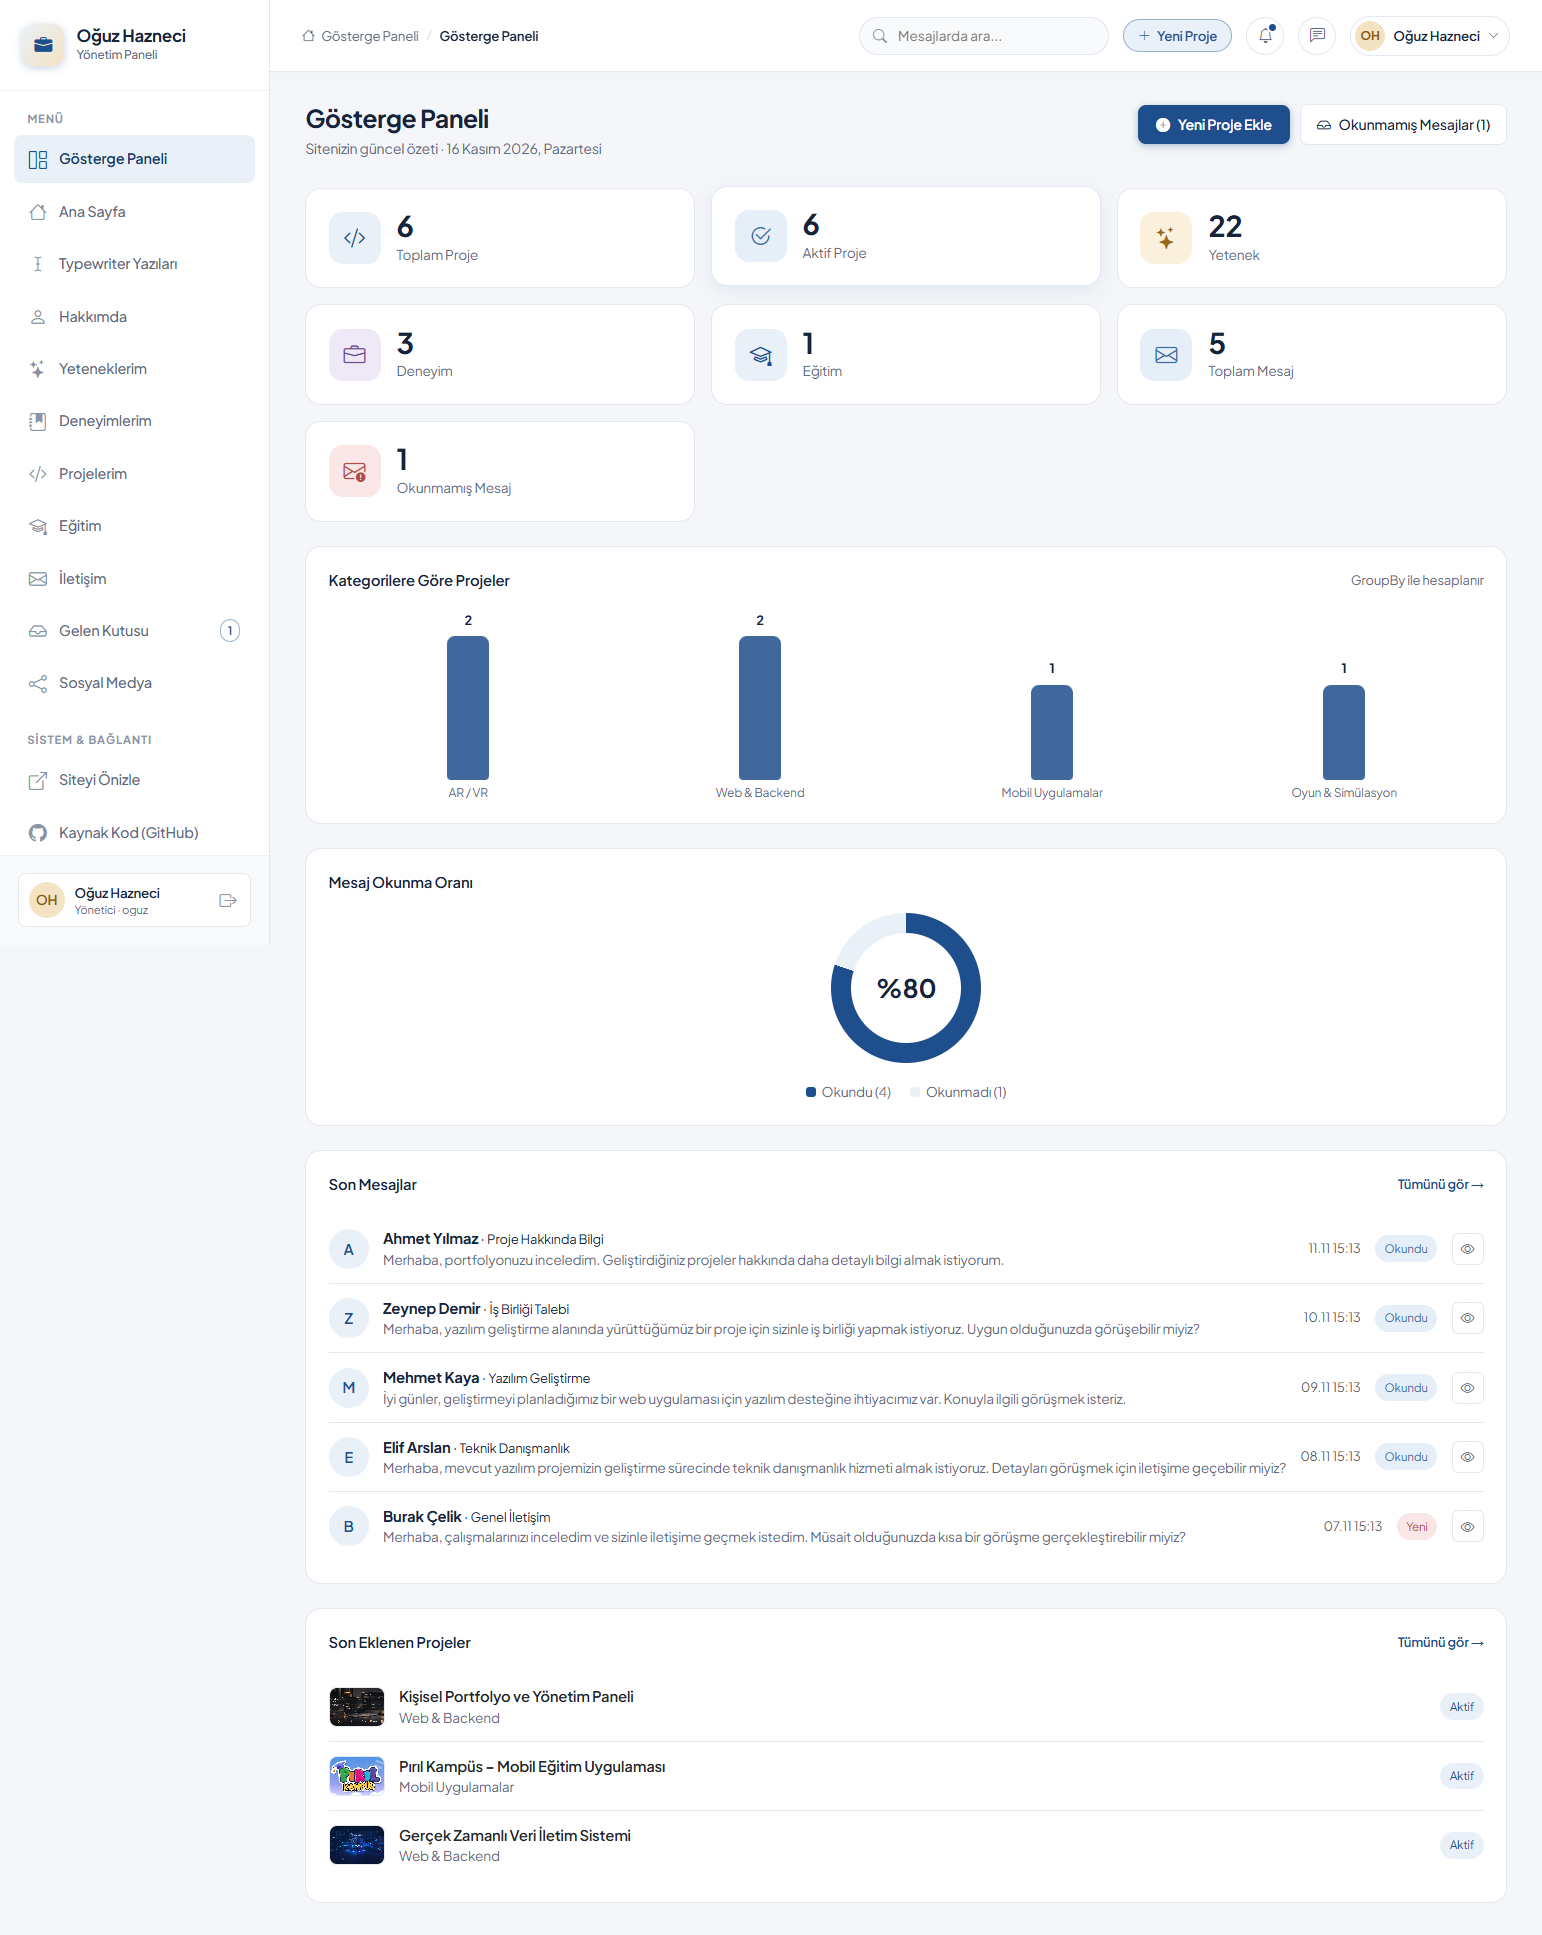 Oğuz Hazneci
Yönetim Paneli
MENÜ
Gösterge Paneli
Ana Sayfa
Typewriter Yazıları
Hakkımda
Yeteneklerim
Deneyimlerim
Projelerim
Eğitim
İletişim
Gelen Kutusu 1
Sosyal Medya
SİSTEM & BAĞLANTI
Siteyi Önizle
Kaynak Kod (GitHub)
OH Oğuz Hazneci
Yönetici · oguz
Gösterge Paneli / Gösterge Paneli
Mesajlarda ara...
Yeni Proje
OH Oğuz Hazneci
Gösterge Paneli
Sitenizin güncel özeti · 16 Kasım 2026, Pazartesi
Yeni Proje Ekle
Okunmamış Mesajlar (1)
6
Toplam Proje
6
Aktif Proje
22
Yetenek
3
Deneyim
1
Eğitim
5
Toplam Mesaj
1
Okunmamış Mesaj
Kategorilere Göre Projeler
GroupBy ile hesaplanır
2
AR / VR
2
Web & Backend
1
Mobil Uygulamalar
1
Oyun & Simülasyon
Mesaj Okunma Oranı
%80
Okundu (4) Okunmadı (1)
Son Mesajlar
Tümünü gör →
A
Ahmet Yılmaz · Proje Hakkında Bilgi
Merhaba, portfolyonuzu inceledim. Geliştirdiğiniz projeler hakkında daha detaylı bilgi almak istiyorum.
11.11 15:13 Okundu
Z
Zeynep Demir · İş Birliği Talebi
Merhaba, yazılım geliştirme alanında yürüttüğümüz bir proje için sizinle iş birliği yapmak istiyoruz. Uygun olduğunuzda görüşebilir miyiz?
10.11 15:13 Okundu
M
Mehmet Kaya · Yazılım Geliştirme
İyi günler, geliştirmeyi planladığımız bir web uygulaması için yazılım desteğine ihtiyacımız var. Konuyla ilgili görüşmek isteriz.
09.11 15:13 Okundu
E
Elif Arslan · Teknik Danışmanlık
Merhaba, mevcut yazılım projemizin geliştirme sürecinde teknik danışmanlık hizmeti almak istiyoruz. Detayları görüşmek için iletişime geçebilir miyiz?
08.11 15:13 Okundu
B
Burak Çelik · Genel İletişim
Merhaba, çalışmalarınızı inceledim ve sizinle iletişime geçmek istedim. Müsait olduğunuzda kısa bir görüşme gerçekleştirebilir miyiz?
07.11 15:13 Yeni
Son Eklenen Projeler
Tümünü gör →
Kişisel Portfolyo ve Yönetim Paneli
Web & Backend
Aktif
PIRIL KAMPÜS
Pırıl Kampüs – Mobil Eğitim Uygulaması
Mobil Uygulamalar
Aktif
Gerçek Zamanlı Veri İletim Sistemi
Web & Backend
Aktif